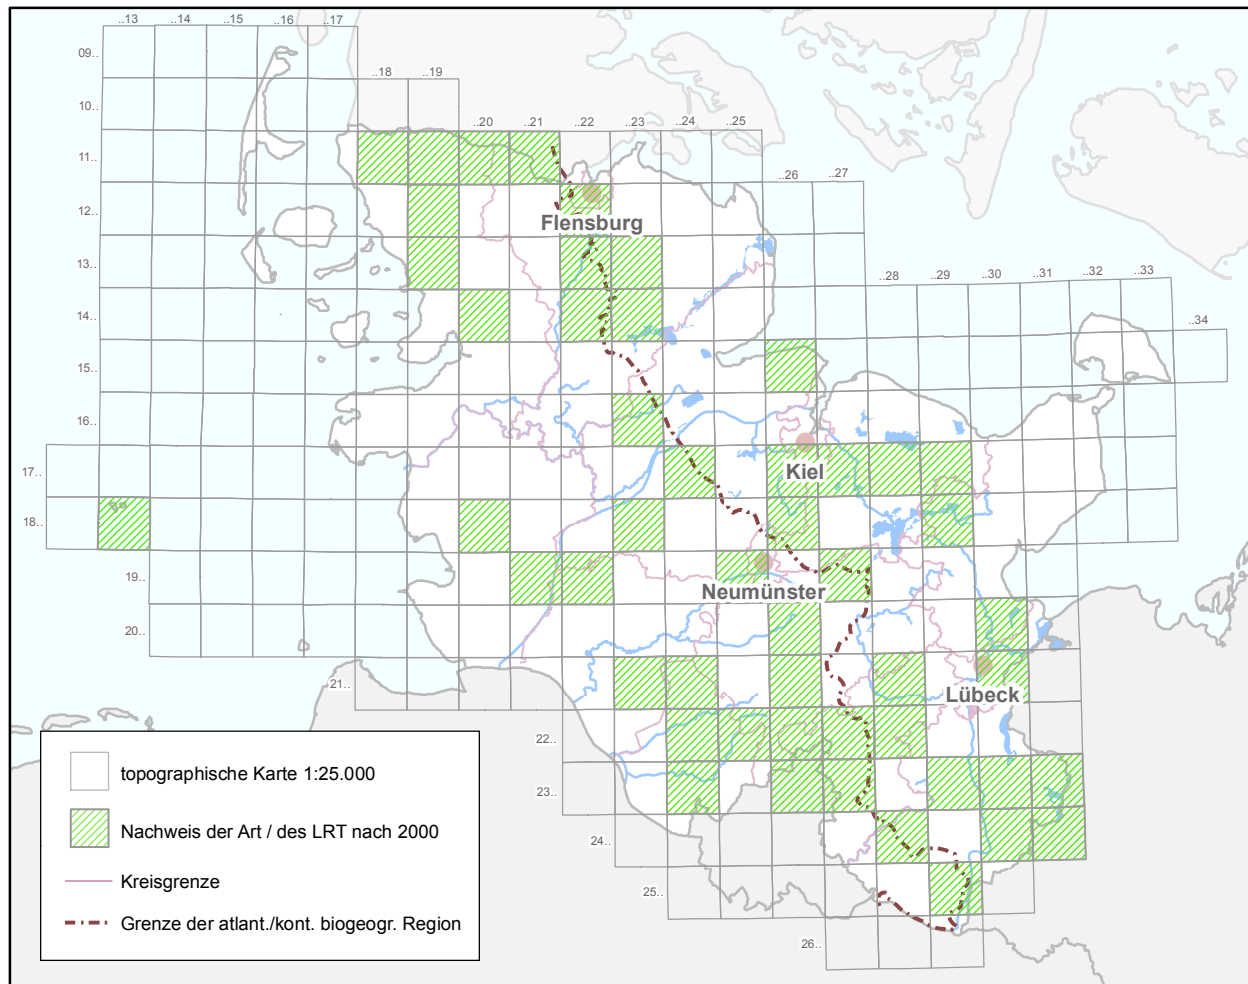 ..13 ..14 ..15 ..16 ..17
09..
..18 ..19
10..
..20 ..21 ..22 ..23 ..24 ..25
11..
..26 ..27
12..
Flensburg
13..
..28 ..29 ..30 ..31 ..32 ..33
14..
..34
15..
16..
17..
Kiel
18..
19..
Neumünster
20..
21..
Lübeck
22..
topographische Karte 1:25.000
23..
Nachweis der Art / des LRT nach 2000
24..
Kreisgrenze
25..
Grenze der atlant./kont. biogeogr. Region
26..